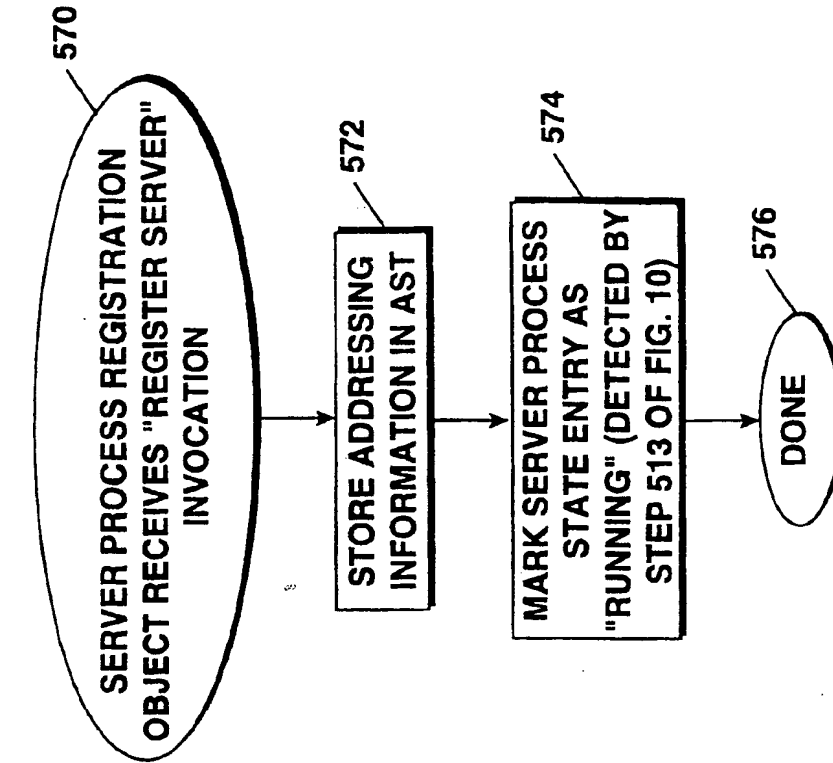 570
SERVER PROCESS REGISTRATION
OBJECT RECEIVES "REGISTER SERVER"
INVOCATION
572
STORE ADDRESSING
INFORMATION IN AST
574
MARK SERVER PROCESS
STATE ENTRY AS
"RUNNING" (DETECTED BY
STEP 513 OF FIG. 10)
576
DONE